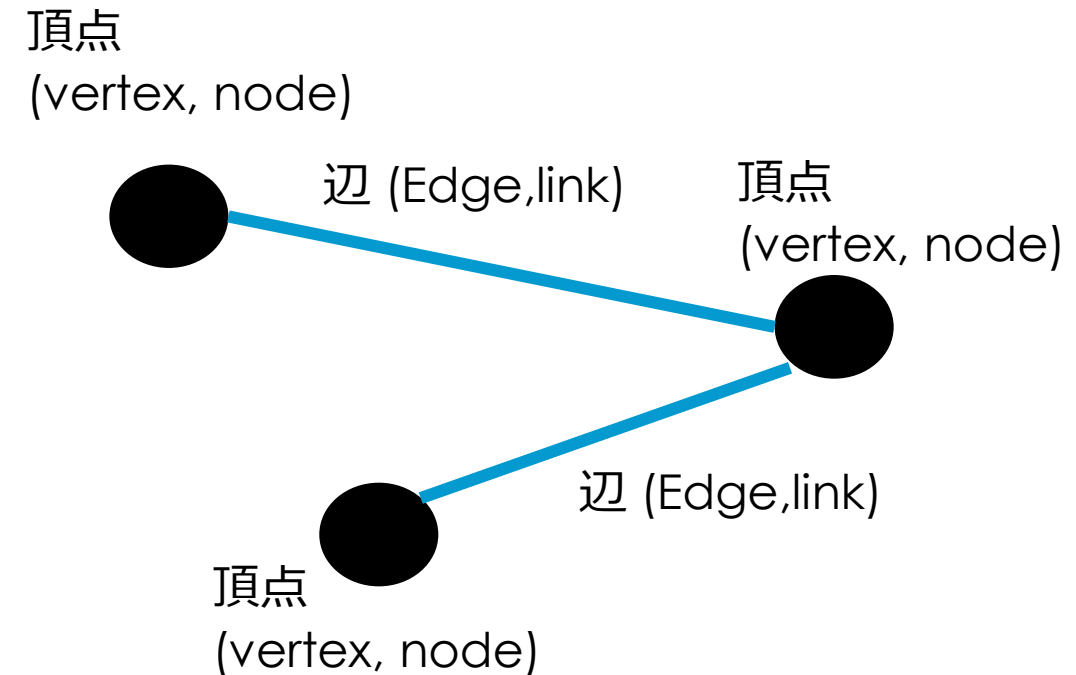 頂点
(vertex, node)
辺 (Edge,link)
頂点
(vertex, node)
辺 (Edge,link)
頂点
(vertex, node)